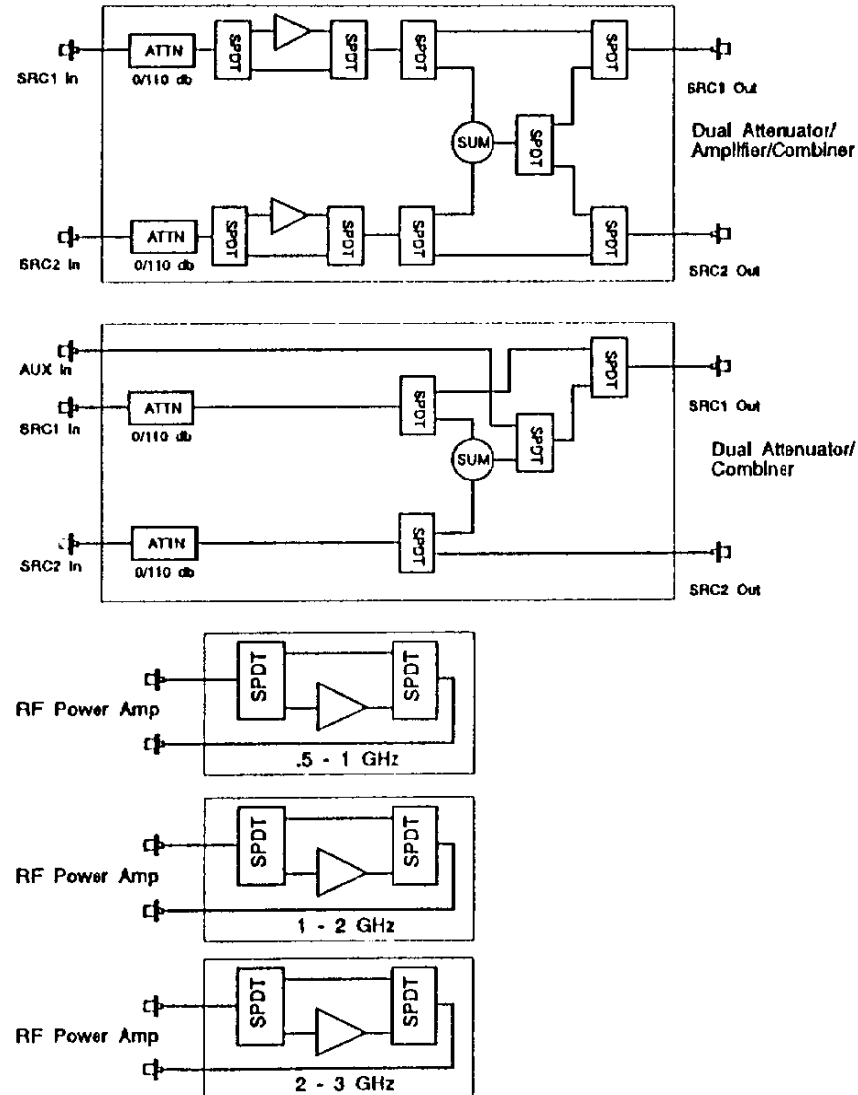 ATTN
SPDT
SPDT
SPDT
SPDT
SRC1 In
0/110 db
SRC1 Out
SUM
SPDT
Dual Attenuator/
Amplifier/Combiner
ATTN
SPDT
SPDT
SPDT
SPDT
SRC2 In
0/110 db
SRC2 Out
AUX In
SPDT
ATTN
SPDT
SRC1 In
0/110 db
SRC1 Out
SUM
SPDT
Dual Attenuator/
Combiner
ATTN
SPDT
SRC2 In
0/110 db
SRC2 Out
SPDT
SPDT
RF Power Amp
.5 - 1 GHz
SPDT
SPDT
RF Power Amp
1 - 2 GHz
SPDT
SPDT
RF Power Amp
2 - 3 GHz